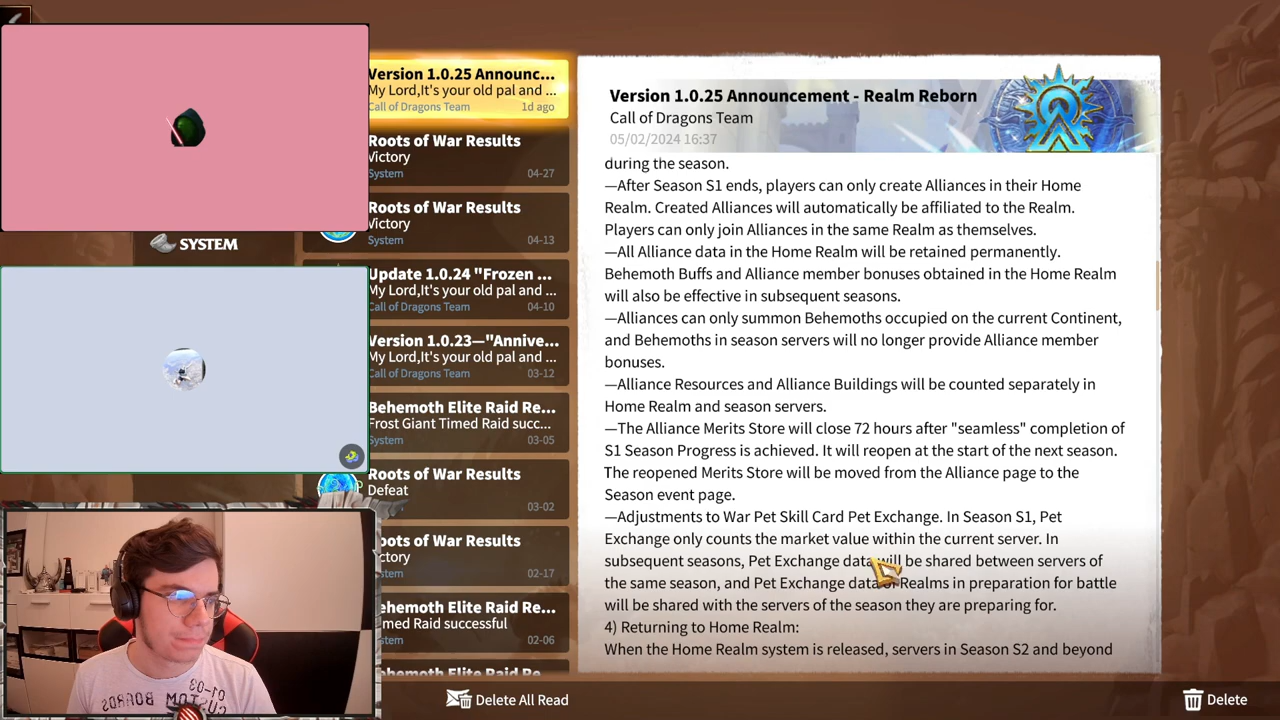 SYSTEM
Version 1.0.25 Announc...
My Lord,It's your old pal and ...
Call of Dragons Team
1d ago
Roots of War Results
Victory
System
04-27
Roots of War Results
Victory
System
04-13
Update 1.0.24 "Frozen ...
My Lord,It's your old pal and ...
Call of Dragons Team
04-10
Version 1.0.23—"Annive...
My Lord,It's your old pal and ...
Call of Dragons Team
03-12
Behemoth Elite Raid Re...
Frost Giant Timed Raid succ...
System
03-05
Roots of War Results
Defeat
03-02
oots of War Results
ctory
stem
02-17
ehemoth Elite Raid Re...
med Raid successful
stem
02-06
ehemoth Elite Raid Re...
Delete All Read
Version 1.0.25 Announcement - Realm Reborn
Call of Dragons Team
05/02/2024 16:37
during the season.
—After Season S1 ends, players can only create Alliances in their Home
Realm. Created Alliances will automatically be affiliated to the Realm.
Players can only join Alliances in the same Realm as themselves.
—All Alliance data in the Home Realm will be retained permanently.
Behemoth Buffs and Alliance member bonuses obtained in the Home Realm
will also be effective in subsequent seasons.
—Alliances can only summon Behemoths occupied on the current Continent,
and Behemoths in season servers will no longer provide Alliance member
bonuses.
—Alliance Resources and Alliance Buildings will be counted separately in
Home Realm and season servers.
—The Alliance Merits Store will close 72 hours after "seamless" completion of
S1 Season Progress is achieved. It will reopen at the start of the next season.
The reopened Merits Store will be moved from the Alliance page to the
Season event page.
—Adjustments to War Pet Skill Card Pet Exchange. In Season S1, Pet
Exchange only counts the market value within the current server. In
subsequent seasons, Pet Exchange data will be shared between servers of
the same season, and Pet Exchange data of Realms in preparation for battle
will be shared with the servers of the season they are preparing for.
4) Returning to Home Realm:
When the Home Realm system is released, servers in Season S2 and beyond
Delete